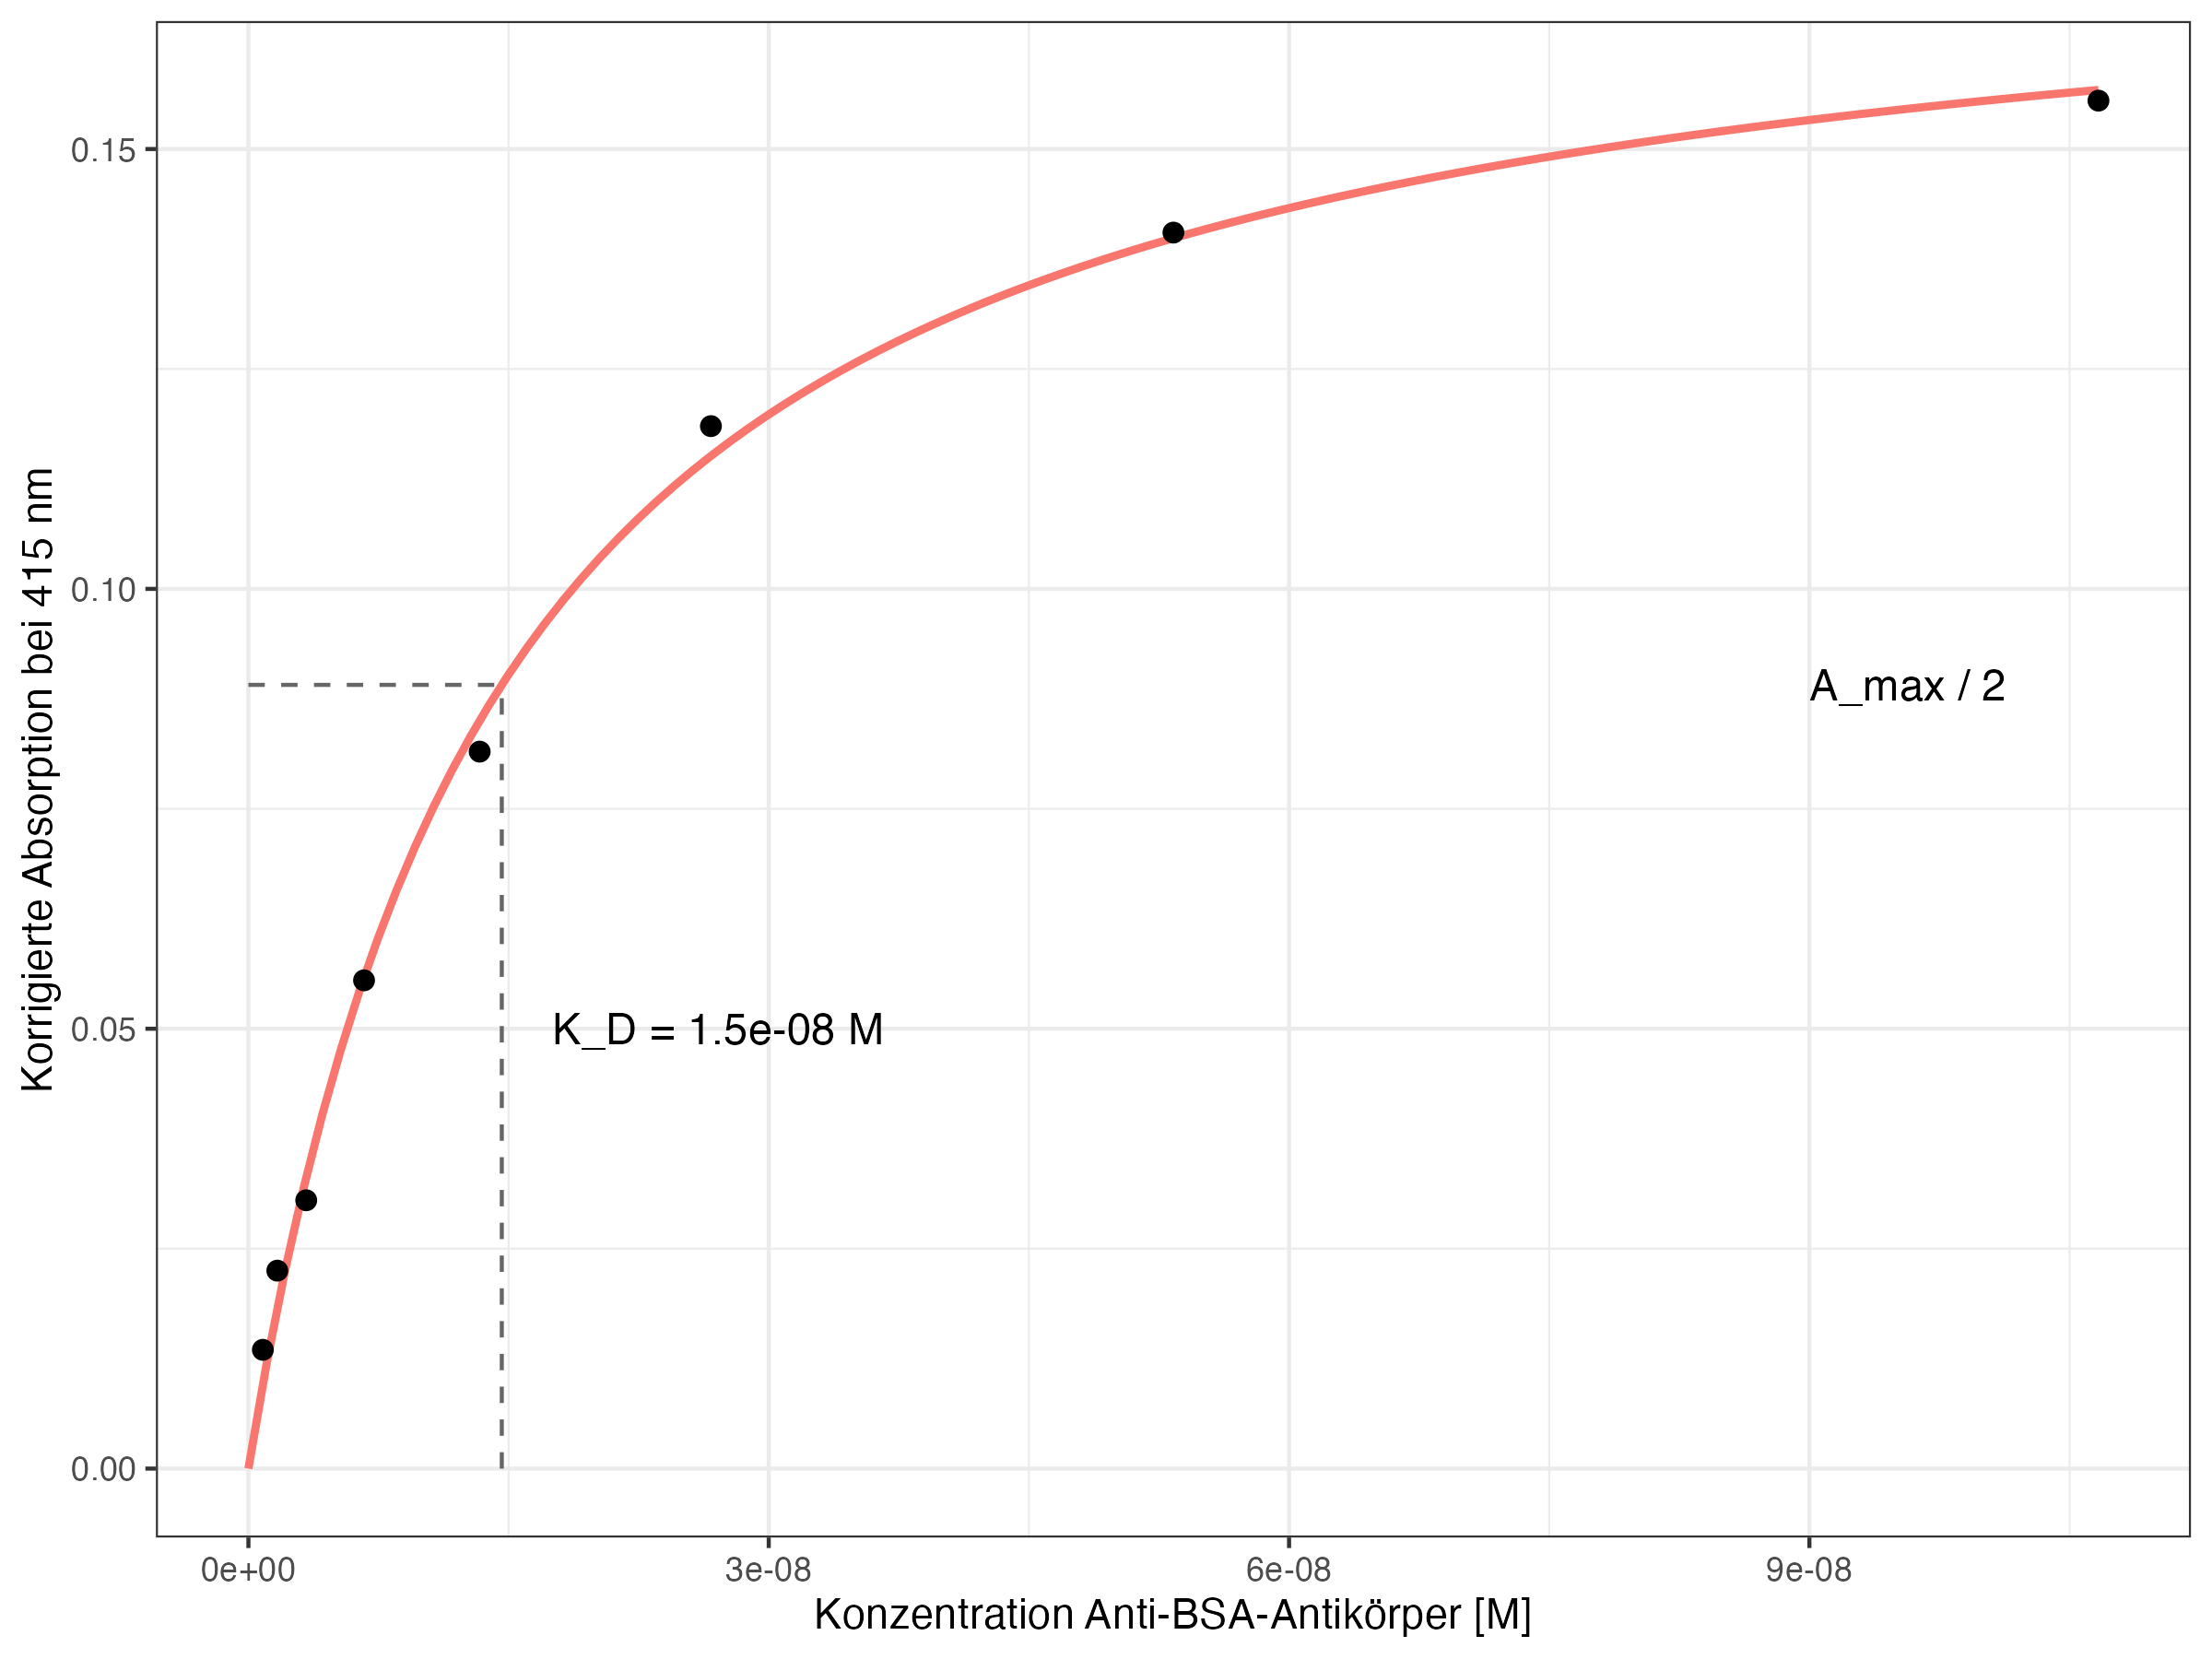 Korrigierte Absorption bei 415 nm
0.15
0.10
0.05
0.00
A_max / 2
K_D = 1.5e-08 M
0e+00 3e-08 6e-08 9e-08
Konzentration Anti-BSA-Antikörper [M]